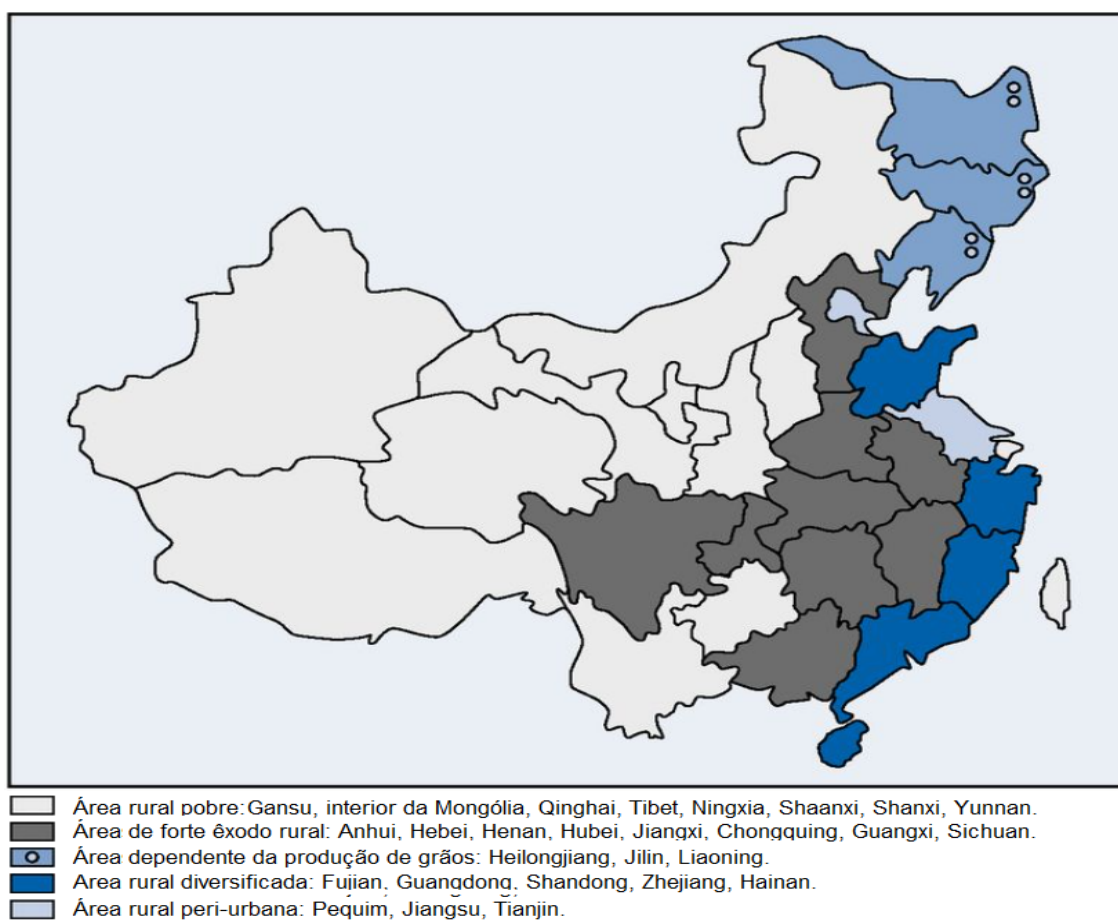 Área rural pobre:Gansu, interior da Mongólia, Qinghai, Tibet, Ningxia, Shaanxi, Shanxi, Yunnan.
Área de forte êxodo rural: Anhui, Hebei, Henan, Hubei, Jiangxi, Chongquing, Guangxi, Sichuan.
Área dependente da produção de grãos: Heilongjiang, Jilin, Liaoning.
Area rural diversificada: Fujian, Guangdong, Shandong, Zhejiang, Hainan.
Área rural peri-urbana: Pequim, Jiangsu, Tianjin.